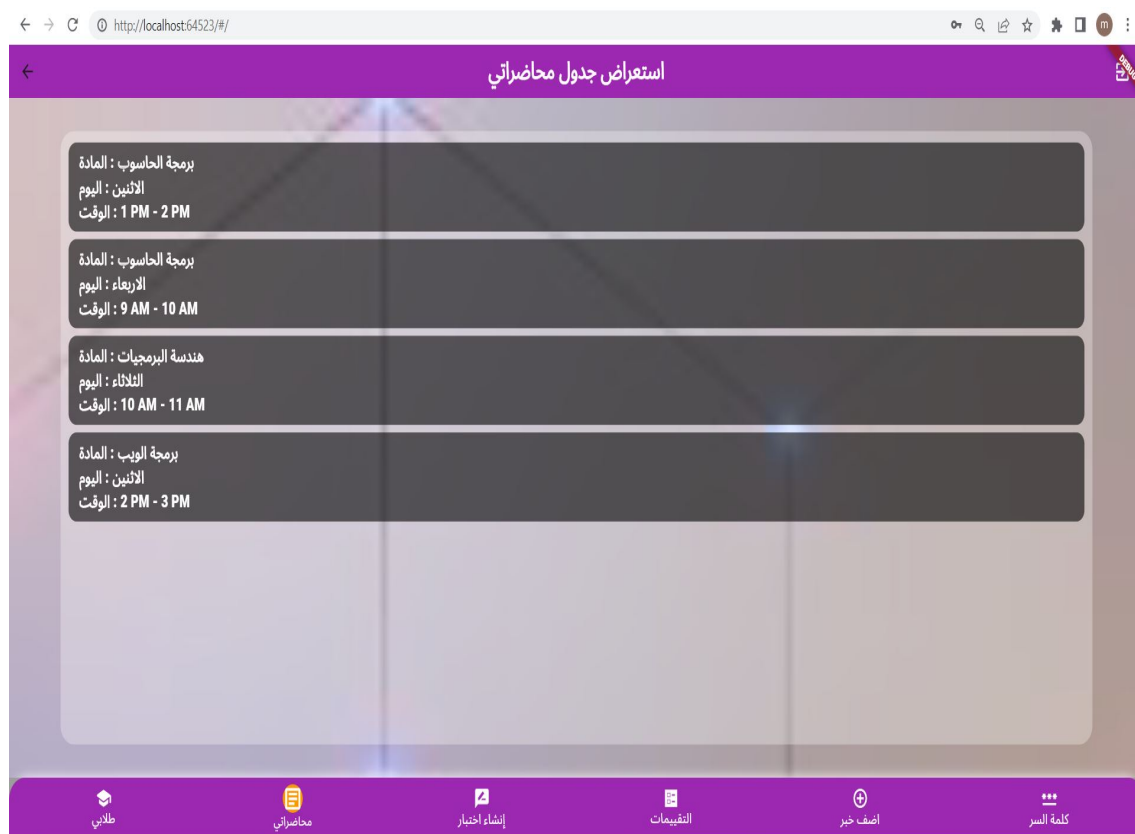 http://localhost:64523/#/
m
استعراض جدول محاضراتي
DEBUG
برمجة الحاسوب : المادة
الاثنين : اليوم
1 PM - 2 PM : الوقت
برمجة الحاسوب : المادة
الاربعاء : اليوم
9 AM - 10 AM : الوقت
هندسة البرمجيات : المادة
الثلاثاء : اليوم
10 AM - 11 AM : الوقت
برمجة الويب : المادة
الاثنين : اليوم
2 PM - 3 PM : الوقت
طلابي
محاضراتي
إنشاء اختبار
التقييمات
اضف خبر
كلمة السر